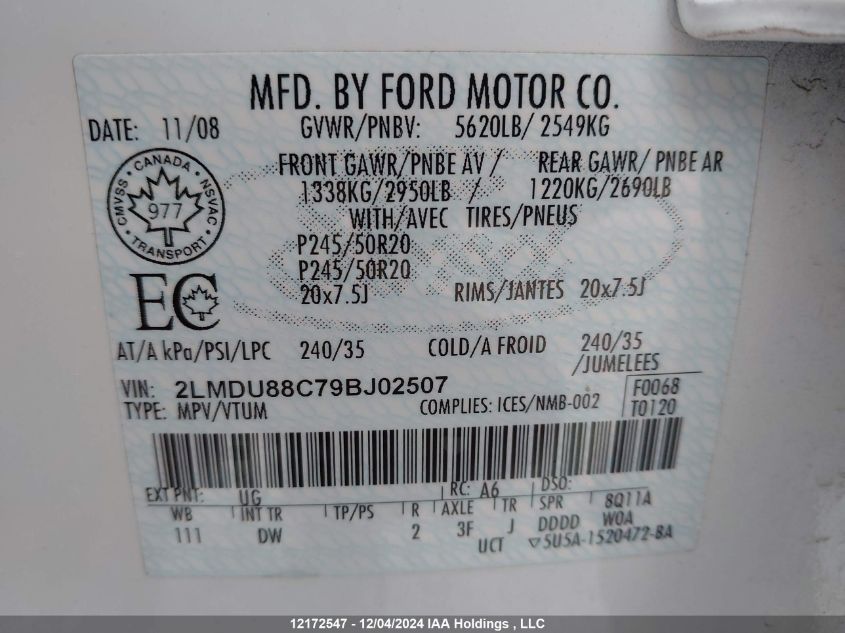 MFD. BY FORD MOTOR CO.
DATE: 11/08 GVWR/PNBV: 5620LB/ 2549KG
FRONT GAWR/PNBE AV / REAR GAWR/ PNBE AR
1338KG/2950LB / 1220KG/2690LB
WITH/AVEC TIRES/PNEUS
CANADA
CMVSS NSVAC
977
TRANSPORT
P245/50R20
P245/50R20
20x7.5J RIMS/JANTES 20x7.5J
EC
AT/A kPa/PSI/LPC 240/35 COLD/A FROID 240/35
/JUMELEES
VIN: 2LMDU88C79BJ02507 F0068
TYPE: MPV/VTUM COMPLIES: ICES/NMB-002 T0120
EXT PNT: UG RC: A6 DSO:
WB INT TR TP/PS R AXLE TR SPR 8Q11A
111 DW 2 3F J DDDD W0A
UCT ▽5U5A-1520472-BA
12172547 - 12/04/2024 IAA Holdings , LLC